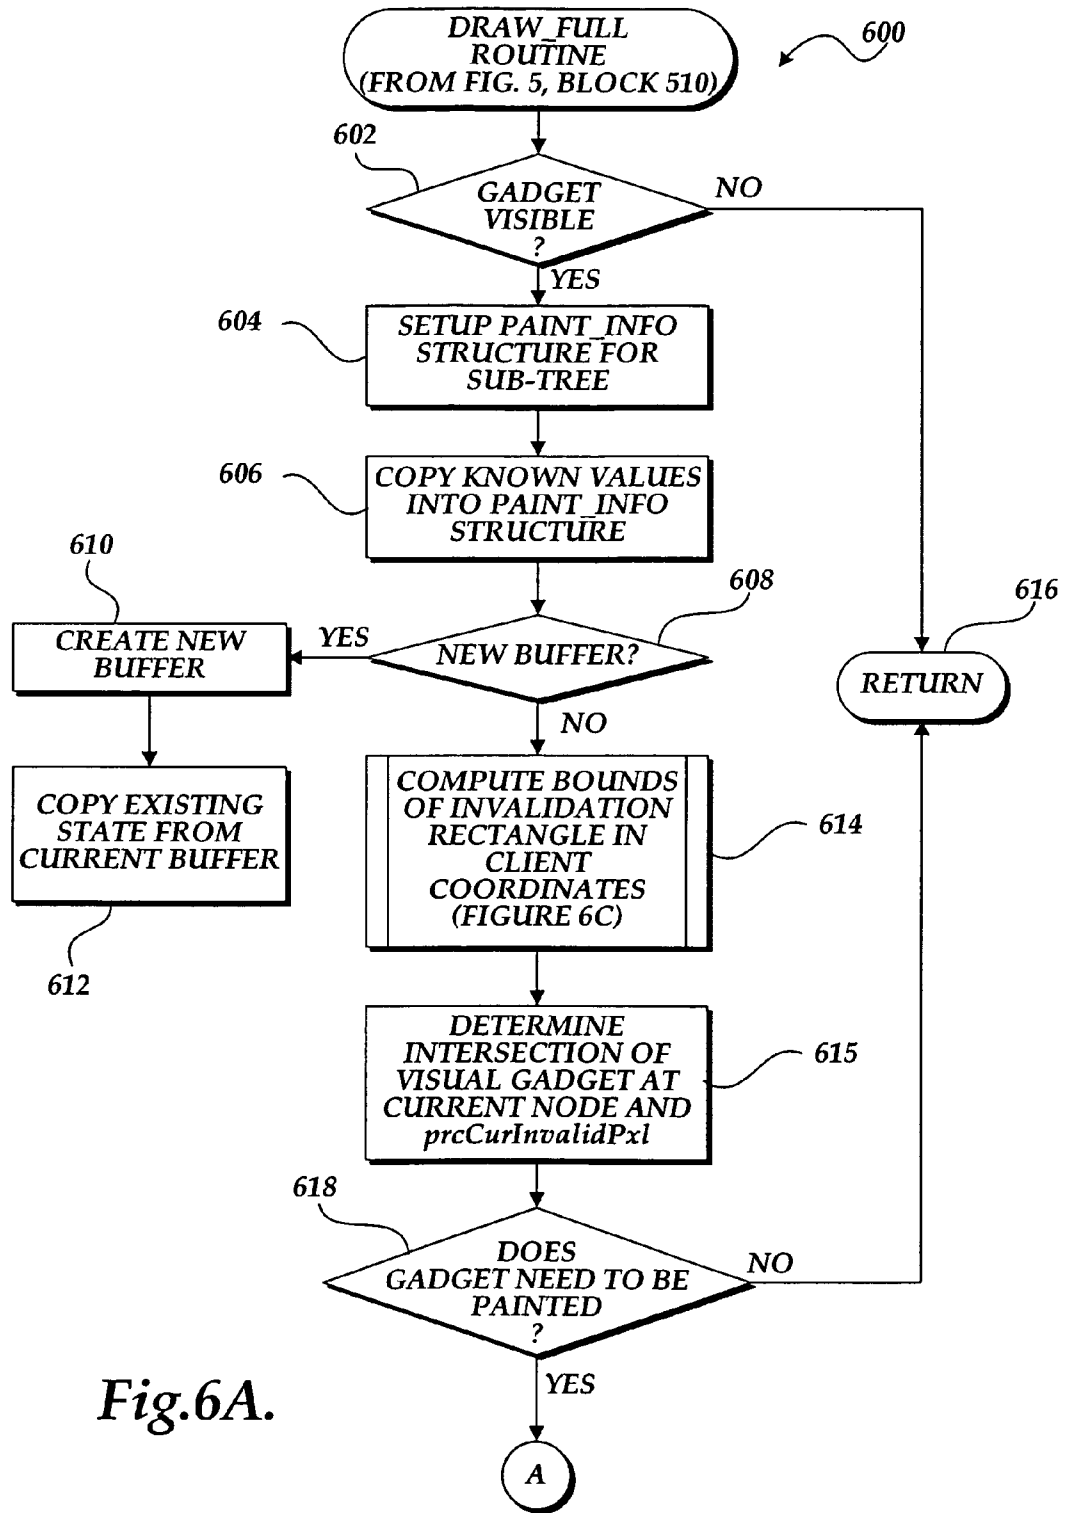 DRAW_FULL
ROUTINE
(FROM FIG. 5, BLOCK 510)
600
602
GADGET
VISIBLE
?
NO
YES
604
SETUP PAINT_INFO
STRUCTURE FOR
SUB-TREE
606
COPY KNOWN VALUES
INTO PAINT_INFO
STRUCTURE
610
608
616
CREATE NEW
BUFFER
YES
NEW BUFFER?
RETURN
NO
COPY EXISTING
STATE FROM
CURRENT BUFFER
612
COMPUTE BOUNDS
OF INVALIDATION
RECTANGLE IN
CLIENT
COORDINATES
(FIGURE 6C)
614
DETERMINE
INTERSECTION OF
VISUAL GADGET AT
CURRENT NODE AND
prcCurInvalidPxl
615
618
DOES
GADGET NEED TO BE
PAINTED
?
NO
YES
Fig.6A.
A